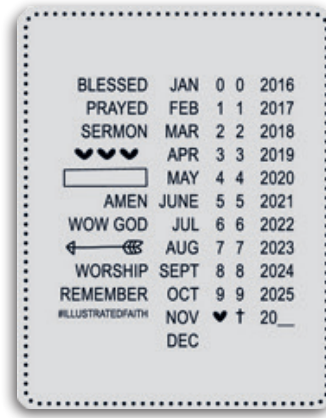 BLESSED JAN 0 0 2016
PRAYED FEB 1 1 2017
SERMON MAR 2 2 2018
APR 3 3 2019
MAY 4 4 2020
AMEN JUNE 5 5 2021
WOW GOD JUL 6 6 2022
AUG 7 7 2023
WORSHIP SEPT 8 8 2024
REMEMBER OCT 9 9 2025
#ILLUSTRATEDFAITH NOV ♥ † 20__
DEC